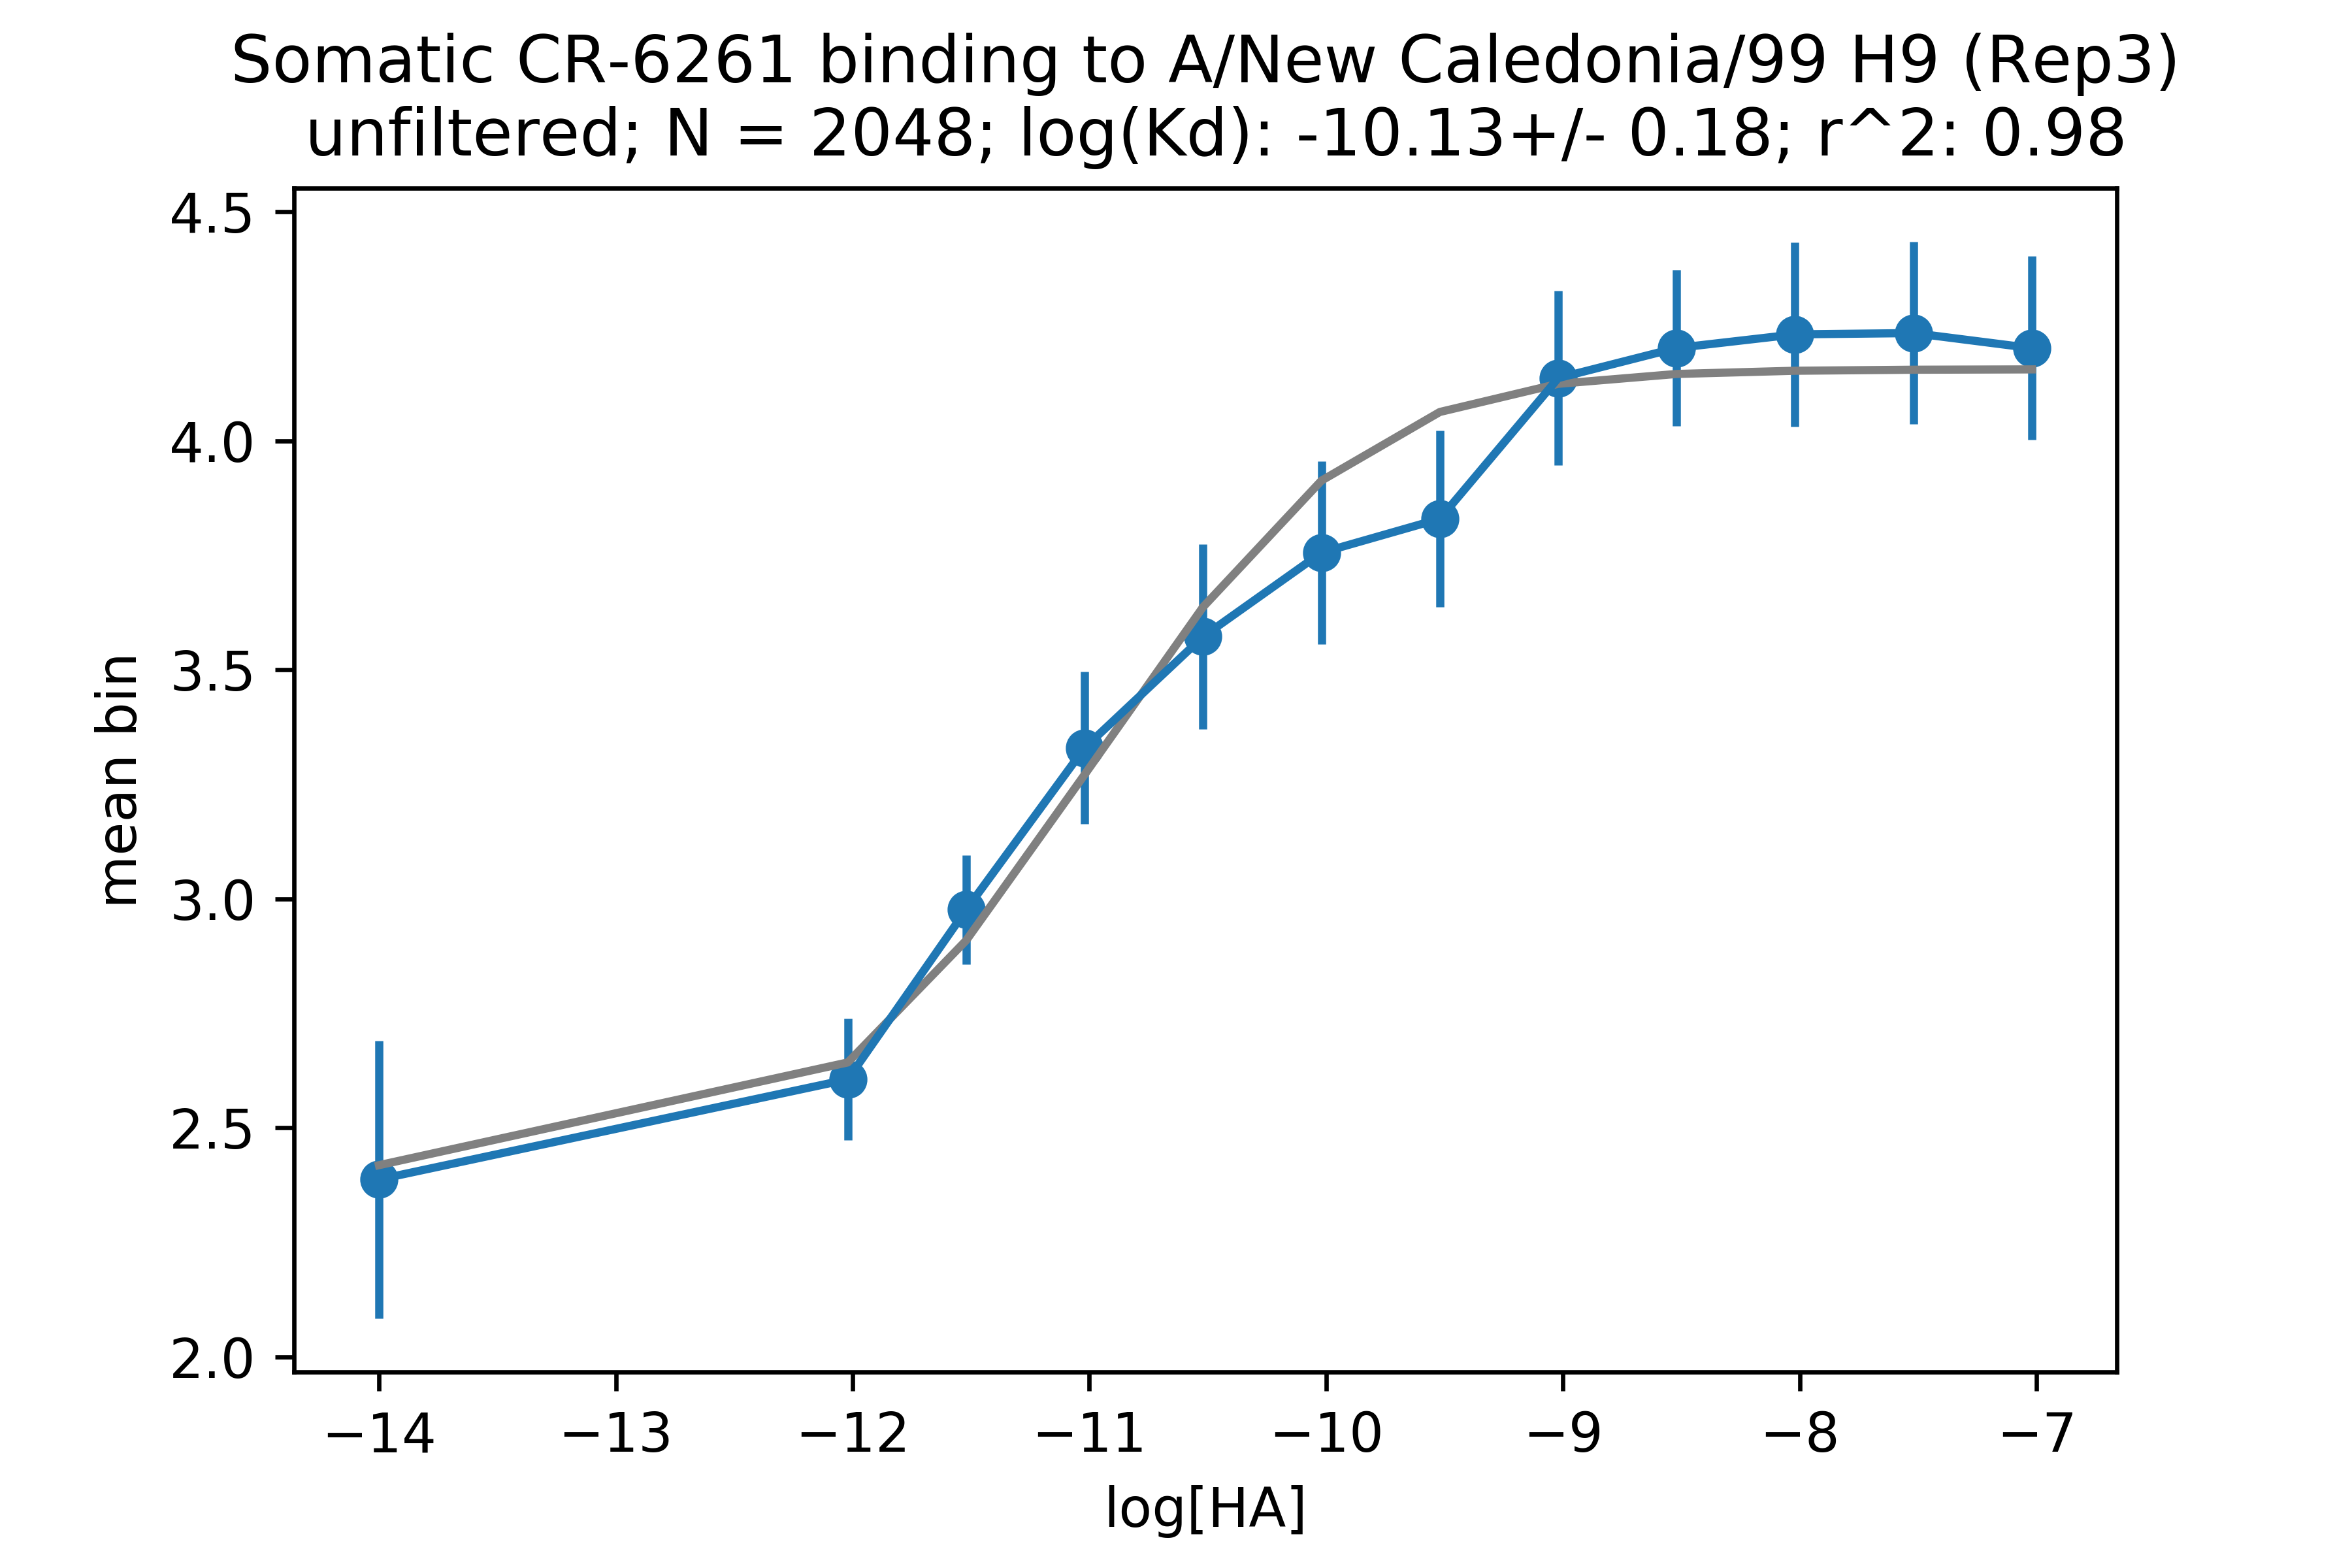 Somatic CR-6261 binding to A/New Caledonia/99 H9 (Rep3)
unfiltered; N = 2048; log(Kd): -10.13+/- 0.18; r^2: 0.98
4.5
4.0
3.5
3.0
2.5
2.0
mean bin
−14 −13 −12 −11 −10 −9 −8 −7
log[HA]